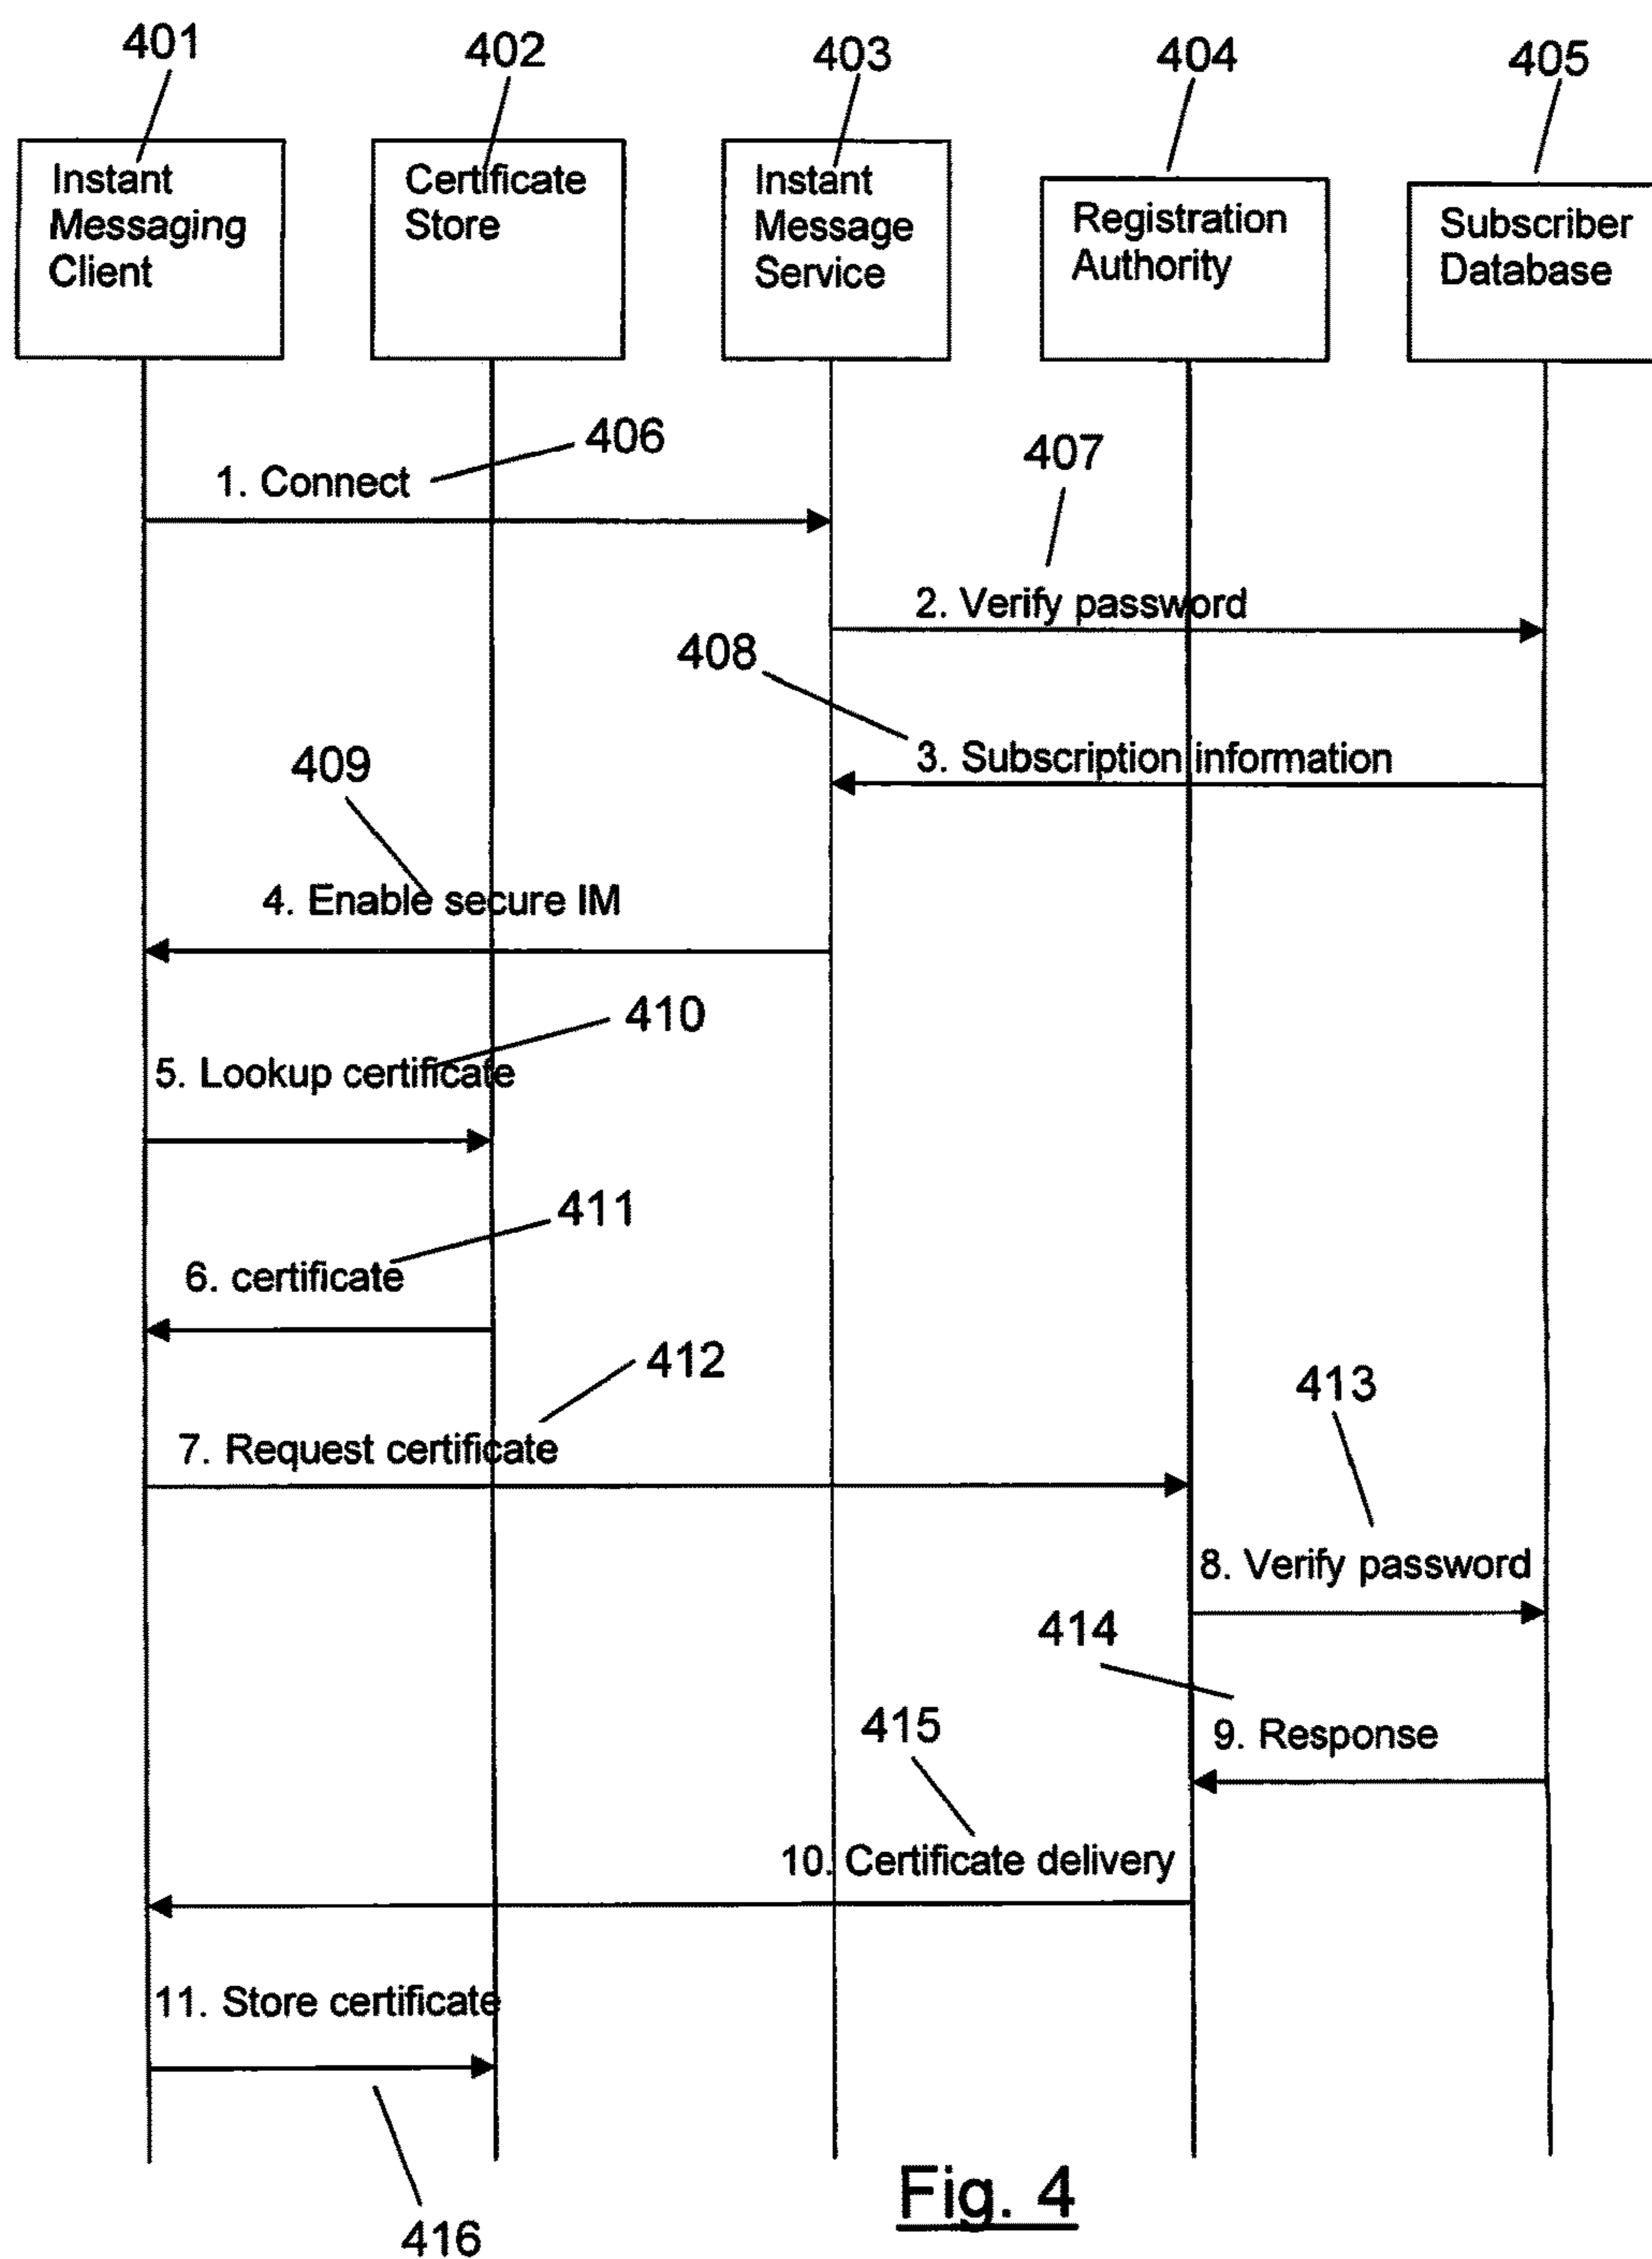 401
402
403
404
405
Instant
Messaging
Client
Certificate
Store
Instant
Message
Service
Registration
Authority
Subscriber
Database
406
1. Connect
407
2. Verify password
408
3. Subscription information
409
4. Enable secure IM
410
5. Lookup certificate
411
6. certificate
412
7. Request certificate
413
8. Verify password
414
9. Response
415
10. Certificate delivery
11. Store certificate
416
Fig. 4